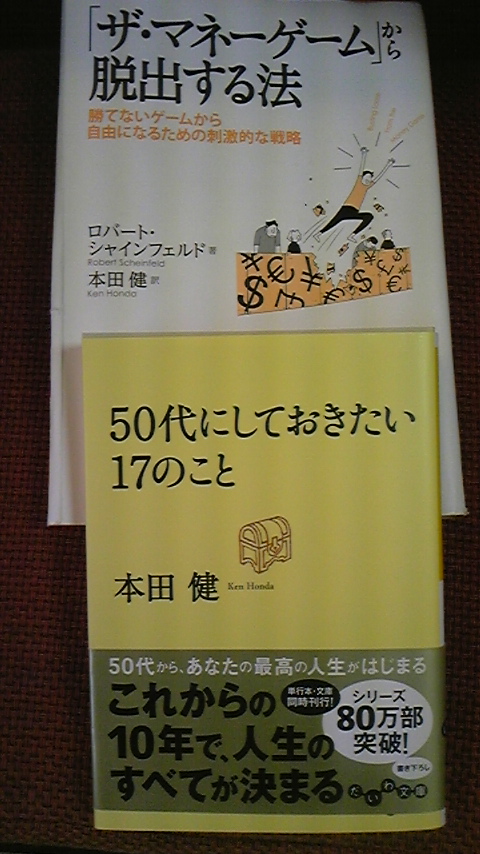 「ザ・マネーゲーム」から
脱出する法
勝てないゲームから
自由になるための刺激的な戦略
ロバート・
シャインフェルド 著
Robert Scheinfeld
本田 健 訳
Ken Honda
50代にしておきたい
17のこと
本田 健 Ken Honda
50代から、あなたの最高の人生がはじまる
これからの
10年で、人生の
すべてが決まる
単行本・文庫
同時刊行!
シリーズ
80万部
突破!
書き下ろし
だいわ文庫